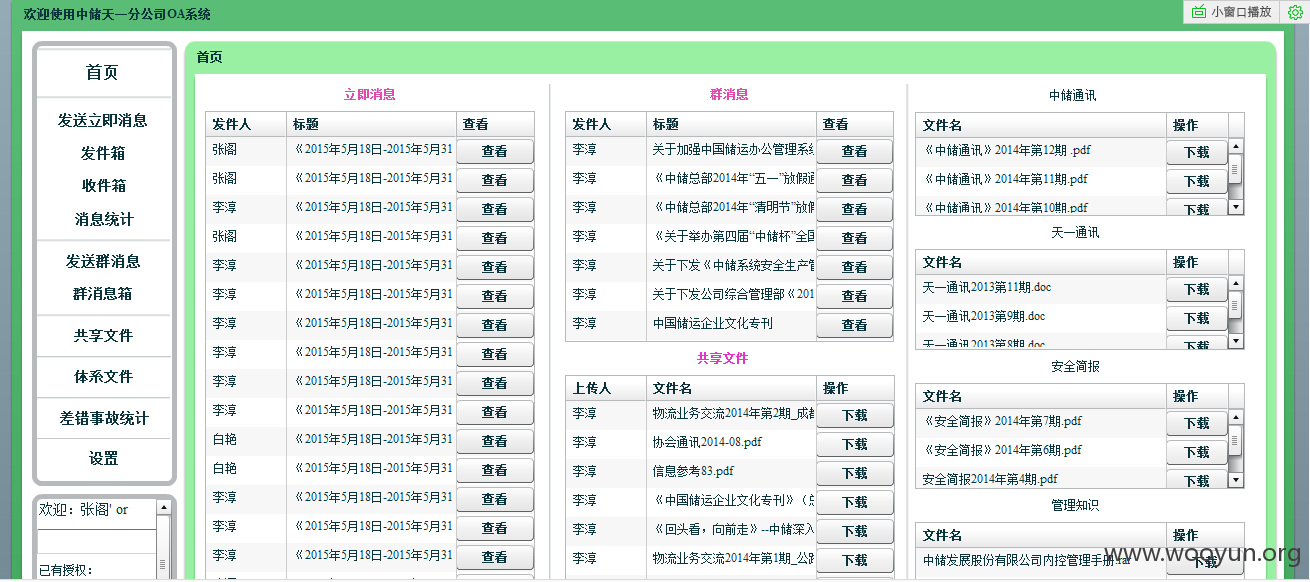 欢迎使用中储天一分公司OA系统
小窗口播放
首页
发送立即消息
发件箱
收件箱
消息统计
发送群消息
群消息箱
共享文件
体系文件
差错事故统计
设置
欢迎：张阁' or
已有授权：
首页
立即消息
发件人 标题 查看
张阁 《2015年5月18日-2015年5月31 查看
张阁 《2015年5月18日-2015年5月31 查看
李淳 《2015年5月18日-2015年5月31 查看
张阁 《2015年5月18日-2015年5月31 查看
李淳 《2015年5月18日-2015年5月31 查看
李淳 《2015年5月18日-2015年5月31 查看
李淳 《2015年5月18日-2015年5月31 查看
李淳 《2015年5月18日-2015年5月31 查看
李淳 《2015年5月18日-2015年5月31 查看
李淳 《2015年5月18日-2015年5月31 查看
白艳 《2015年5月18日-2015年5月31 查看
白艳 《2015年5月18日-2015年5月31 查看
李淳 《2015年5月18日-2015年5月31 查看
李淳 《2015年5月18日-2015年5月31 查看
李淳 《2015年5月18日-2015年5月31 查看
群消息
发件人 标题 查看
李淳 关于加强中国储运办公管理系统 查看
李淳 《中储总部2014年“五一”放假通 查看
李淳 《中储总部2014年“清明节”放假 查看
李淳 《关于举办第四届“中储杯”全国 查看
李淳 关于下发《中储系统安全生产管 查看
李淳 关于下发公司综合管理部《201 查看
李淳 中国储运企业文化专刊 查看
共享文件
上传人 文件名 操作
李淳 物流业务交流2014年第2期_成都 下载
李淳 协会通讯2014-08.pdf 下载
李淳 信息参考83.pdf 下载
李淳 《中国储运企业文化专刊》（总 下载
李淳 《回头看，向前走》--中储深入 下载
李淳 物流业务交流2014年第1期_公路 下载
中储通讯
文件名 操作
《中储通讯》2014年第12期 .pdf 下载
《中储通讯》2014年第11期.pdf 下载
《中储通讯》2014年第10期.pdf 下载
天一通讯
文件名 操作
天一通讯2013第11期.doc 下载
天一通讯2013第9期.doc 下载
天一通讯2013第8期.doc 下载
安全简报
文件名 操作
《安全简报》2014年第7期.pdf 下载
《安全简报》2014年第6期.pdf 下载
安全简报2014年第4期.pdf 下载
管理知识
文件名 操作
中储发展股份有限公司内控管理手册.rar 下载
www.wooyun.org